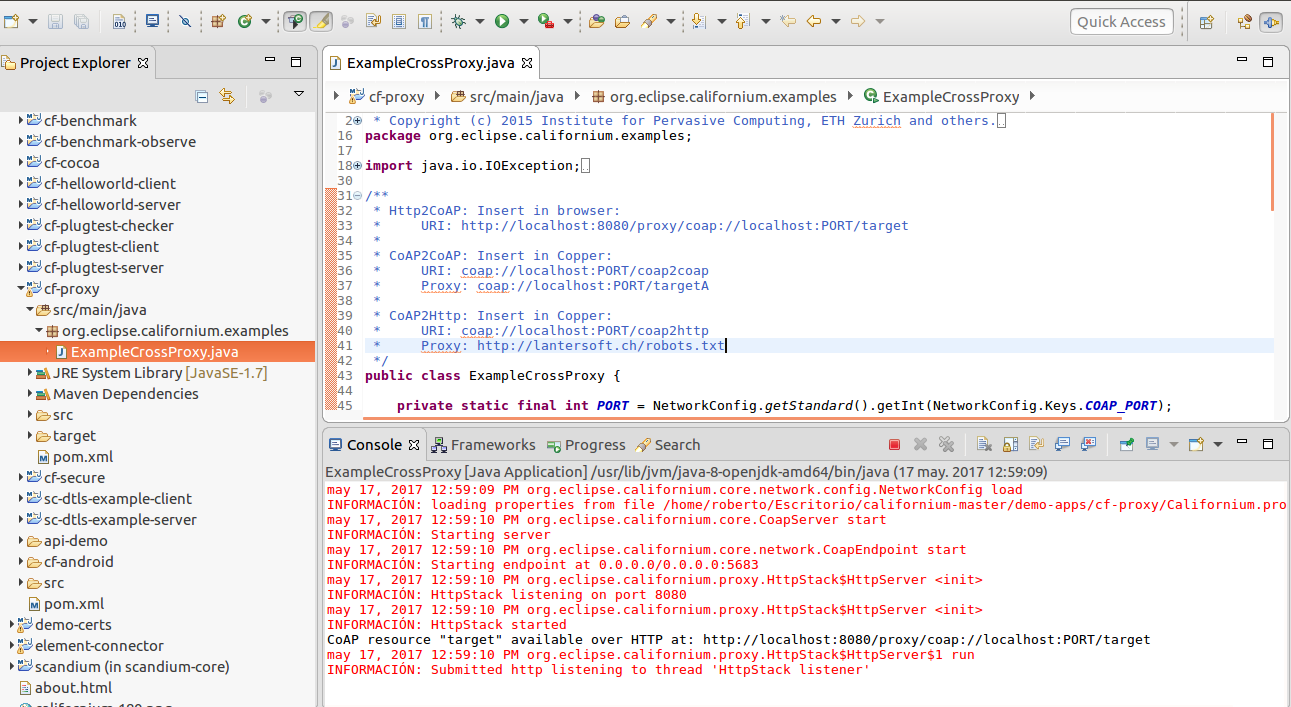 Quick Access
Project Explorer
cf-benchmark
cf-benchmark-observe
cf-cocoa
cf-helloworld-client
cf-helloworld-server
cf-plugtest-checker
cf-plugtest-client
cf-plugtest-server
cf-proxy
src/main/java
org.eclipse.californium.examples
ExampleCrossProxy.java
JRE System Library [JavaSE-1.7]
Maven Dependencies
src
target
pom.xml
cf-secure
sc-dtls-example-client
sc-dtls-example-server
api-demo
cf-android
src
pom.xml
demo-certs
element-connector
scandium (in scandium-core)
about.html
ExampleCrossProxy.java
cf-proxy src/main/java org.eclipse.californium.examples ExampleCrossProxy
2 * Copyright (c) 2015 Institute for Pervasive Computing, ETH Zurich and others.
16 package org.eclipse.californium.examples;
17
18 import java.io.IOException;
30
31 /**
32 * Http2CoAP: Insert in browser:
33 * URI: http://localhost:8080/proxy/coap://localhost:PORT/target
34 *
35 * CoAP2CoAP: Insert in Copper:
36 * URI: coap://localhost:PORT/coap2coap
37 * Proxy: coap://localhost:PORT/targetA
38 *
39 * CoAP2Http: Insert in Copper:
40 * URI: coap://localhost:PORT/coap2http
41 * Proxy: http://lantersoft.ch/robots.txt
42 */
43 public class ExampleCrossProxy {
44
45 private static final int PORT = NetworkConfig.getStandard().getInt(NetworkConfig.Keys.COAP_PORT);
Console Frameworks Progress Search
ExampleCrossProxy [Java Application] /usr/lib/jvm/java-8-openjdk-amd64/bin/java (17 may. 2017 12:59:09)
may 17, 2017 12:59:09 PM org.eclipse.californium.core.network.config.NetworkConfig load
INFORMACIÓN: loading properties from file /home/roberto/Escritorio/californium-master/demo-apps/cf-proxy/Californium.pro
may 17, 2017 12:59:10 PM org.eclipse.californium.core.CoapServer start
INFORMACIÓN: Starting server
may 17, 2017 12:59:10 PM org.eclipse.californium.core.network.CoapEndpoint start
INFORMACIÓN: Starting endpoint at 0.0.0.0/0.0.0.0:5683
may 17, 2017 12:59:10 PM org.eclipse.californium.proxy.HttpStack$HttpServer <init>
INFORMACIÓN: HttpStack listening on port 8080
may 17, 2017 12:59:10 PM org.eclipse.californium.proxy.HttpStack$HttpServer <init>
INFORMACIÓN: HttpStack started
CoAP resource "target" available over HTTP at: http://localhost:8080/proxy/coap://localhost:PORT/target
may 17, 2017 12:59:10 PM org.eclipse.californium.proxy.HttpStack$HttpServer$1 run
INFORMACIÓN: Submitted http listening to thread 'HttpStack listener'